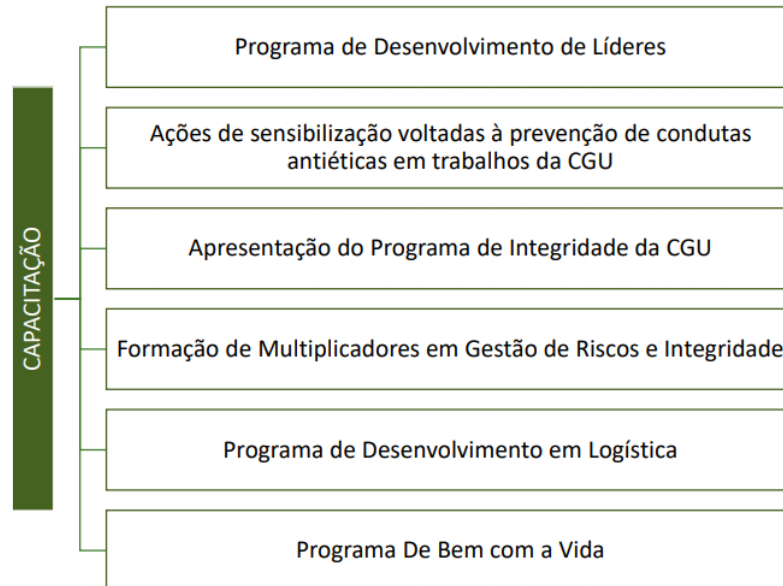 CAPACITAÇÃO
Programa de Desenvolvimento de Líderes
Ações de sensibilização voltadas à prevenção de condutas
antiéticas em trabalhos da CGU
Apresentação do Programa de Integridade da CGU
Formação de Multiplicadores em Gestão de Riscos e Integridade
Programa de Desenvolvimento em Logística
Programa De Bem com a Vida